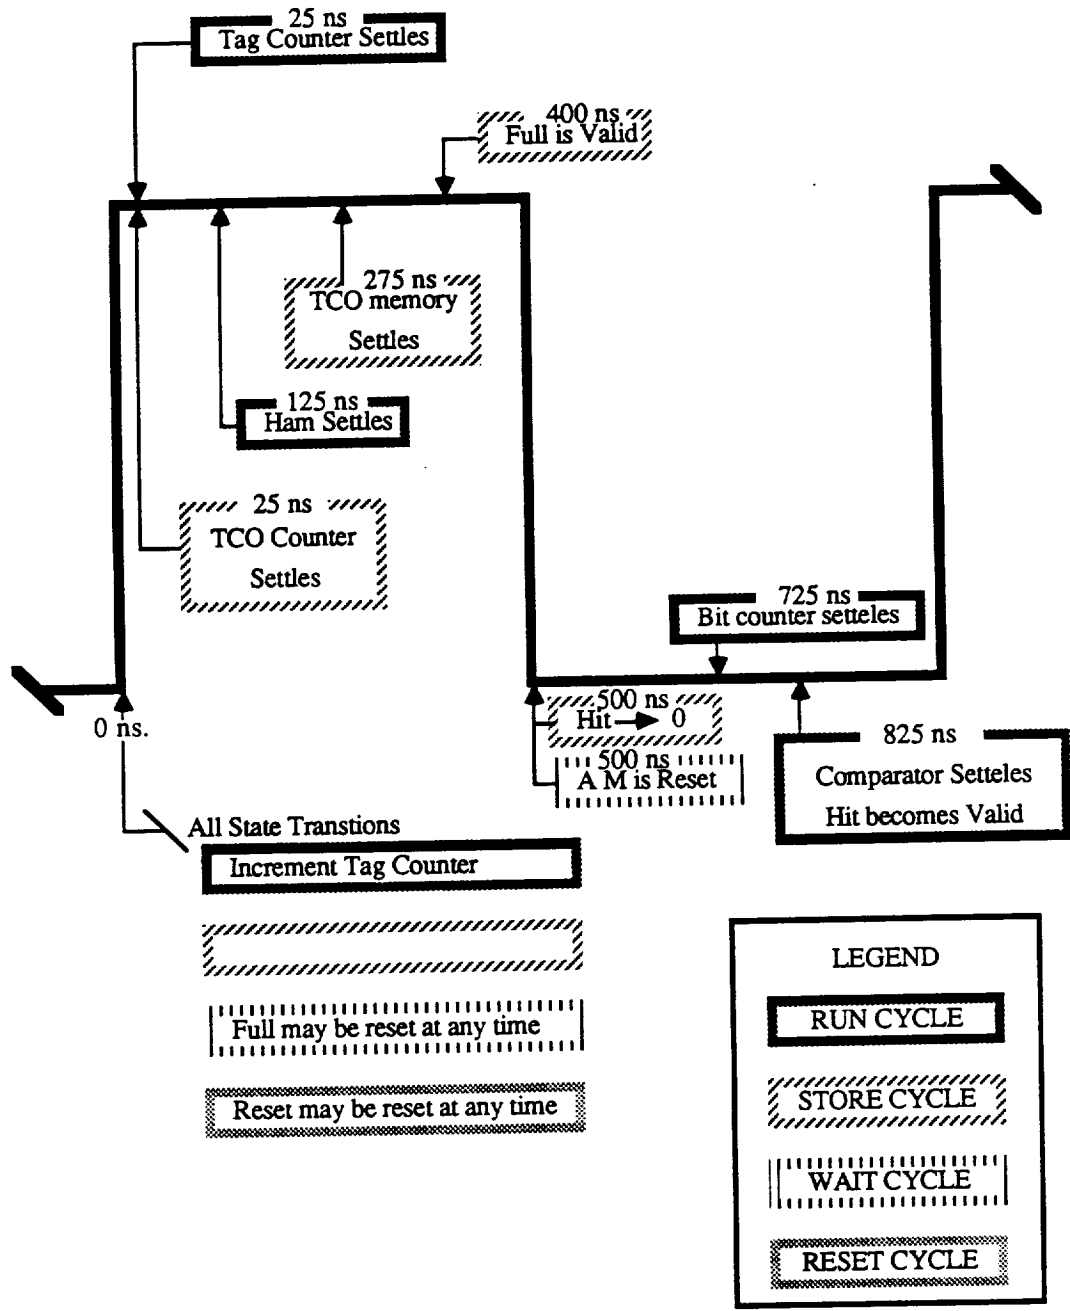 25 ns
Tag Counter Settles
400 ns
Full is Valid
275 ns
TCO memory
Settles
125 ns
Ham Settles
25 ns
TCO Counter
Settles
725 ns
Bit counter setteles
0 ns.
500 ns
Hit → 0
500 ns
A M is Reset
825 ns
Comparator Setteles
Hit becomes Valid
All State Transtions
Increment Tag Counter
Full may be reset at any time
Reset may be reset at any time
LEGEND
RUN CYCLE
STORE CYCLE
WAIT CYCLE
RESET CYCLE